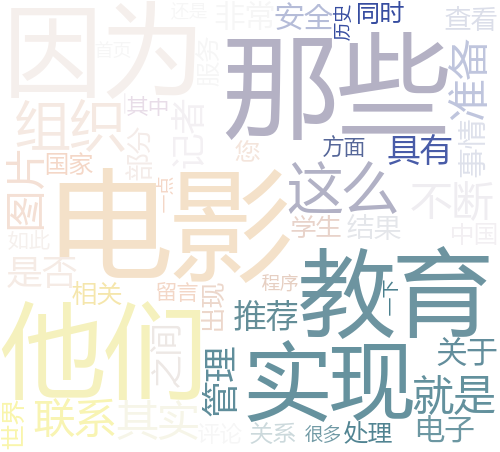 还是
非常
安全
历史
同时
查看
因为
首页
服务
那些
准备
组织
其中
记者
部分
您
方面
具有
事情
图片
国家
电影
一点
这么
不断
学生
结果
中国
如此
是否
教育
相关
留言
出现
程序
一下
推荐
他们
之间
管理
实现
关于
就是
世界
联系
其实
评论
关系
很多
处理
电子